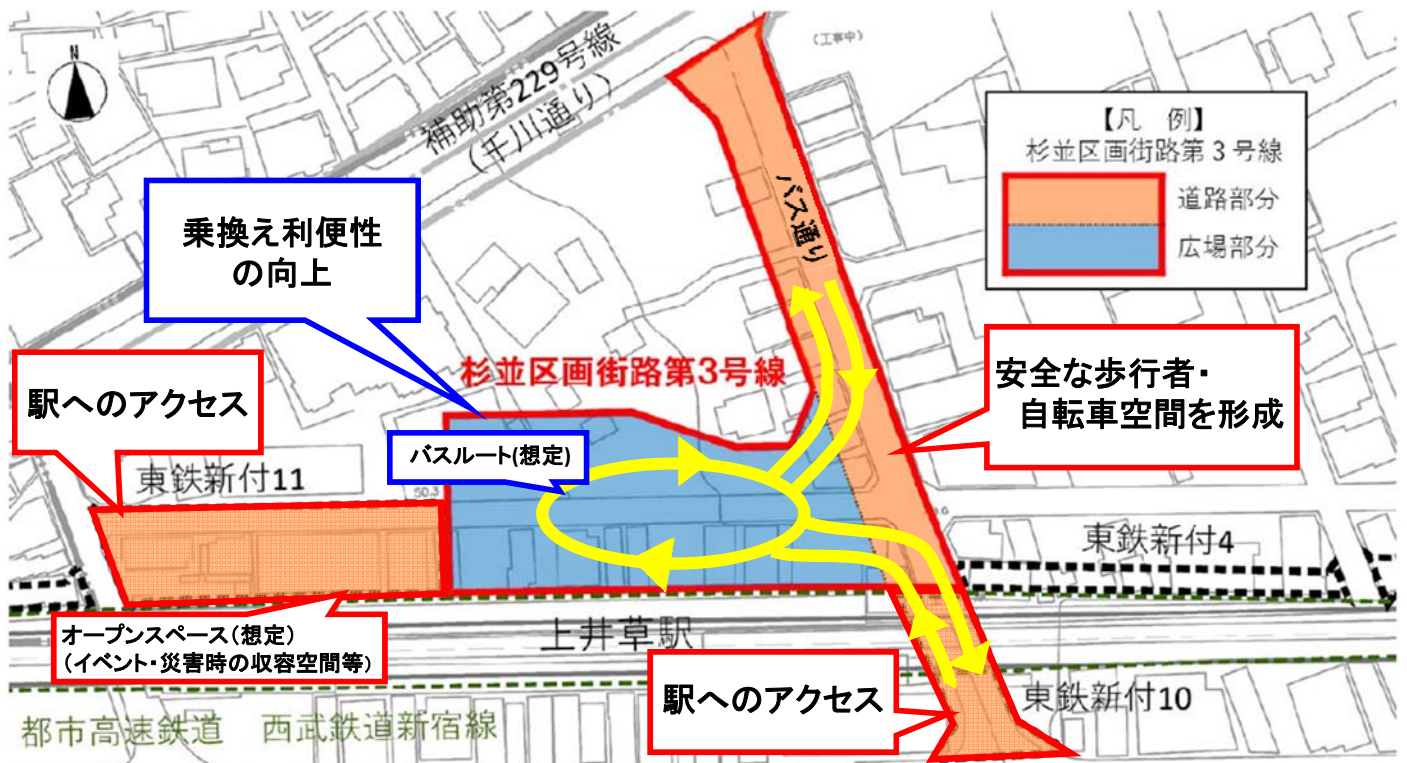 N
補助第229号線
(千川通り)
(工事中)
【凡 例】
杉並区画街路第3号線
道路部分
広場部分
バス通り
乗換え利便性
の向上
杉並区画街路第3号線
安全な歩行者・
自転車空間を形成
駅へのアクセス
バスルート(想定)
東鉄新付11
50.3
東鉄新付4
オープンスペース(想定)
(イベント・災害時の収容空間等)
上井草駅
駅へのアクセス
東鉄新付10
都市高速鉄道 西武鉄道新宿線